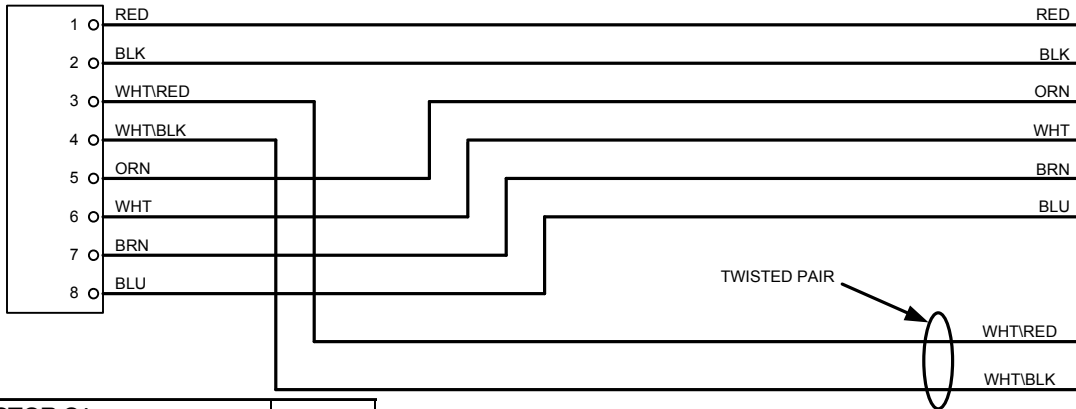 1 RED RED
2 BLK BLK
3 WHT\RED ORN
4 WHT\BLK WHT
5 ORN BRN
6 WHT BLU
7 BRN
8 BLU
TWISTED PAIR
WHT\RED
WHT\BLK